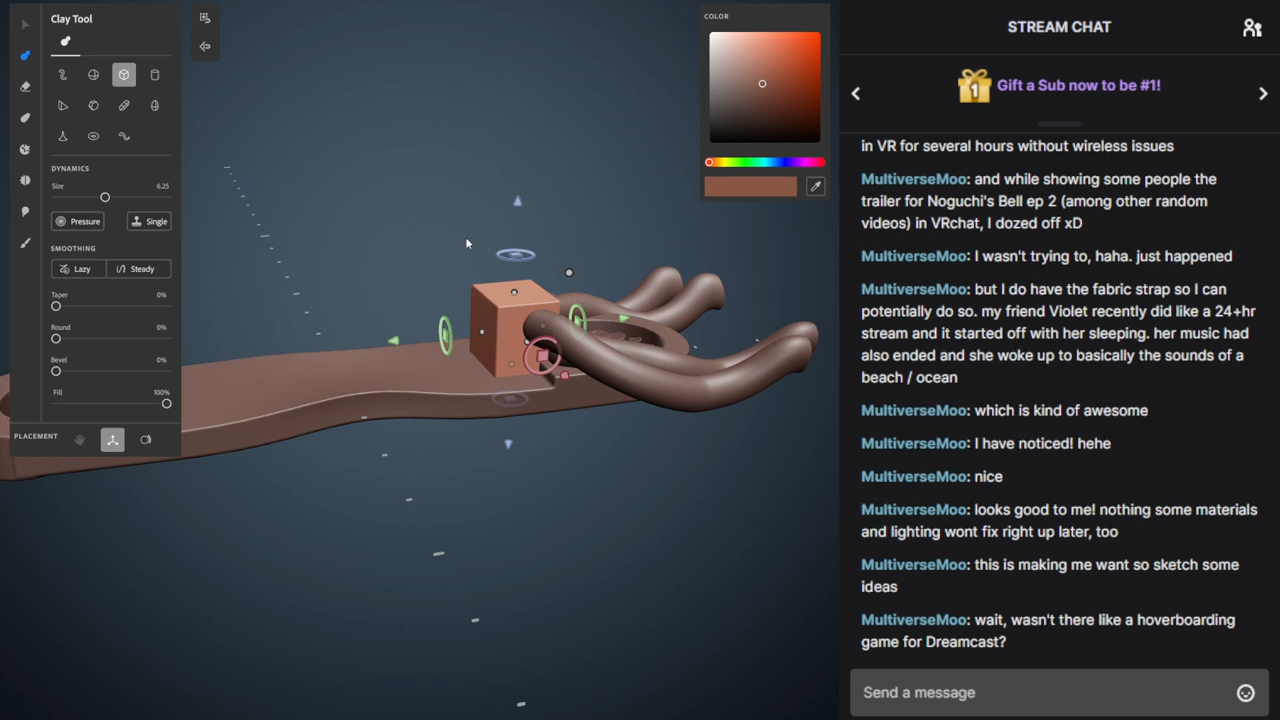 Clay Tool
DYNAMICS
Size 6.25
Pressure Single
SMOOTHING
Lazy Steady
Taper 0%
Round 0%
Bevel 0%
Fill 100%
PLACEMENT
COLOR
STREAM CHAT
1 Gift a Sub now to be #1!
in VR for several hours without wireless issues
MultiverseMoo: and while showing some people the
trailer for Noguchi's Bell ep 2 (among other random
videos) in VRchat, I dozed off xD
MultiverseMoo: I wasn't trying to, haha. just happened
MultiverseMoo: but I do have the fabric strap so I can
potentially do so. my friend Violet recently did like a 24+hr
stream and it started off with her sleeping. her music had
also ended and she woke up to basically the sounds of a
beach / ocean
MultiverseMoo: which is kind of awesome
MultiverseMoo: I have noticed! hehe
MultiverseMoo: nice
MultiverseMoo: looks good to me! nothing some materials
and lighting wont fix right up later, too
MultiverseMoo: this is making me want so sketch some
ideas
MultiverseMoo: wait, wasn't there like a hoverboarding
game for Dreamcast?
Send a message